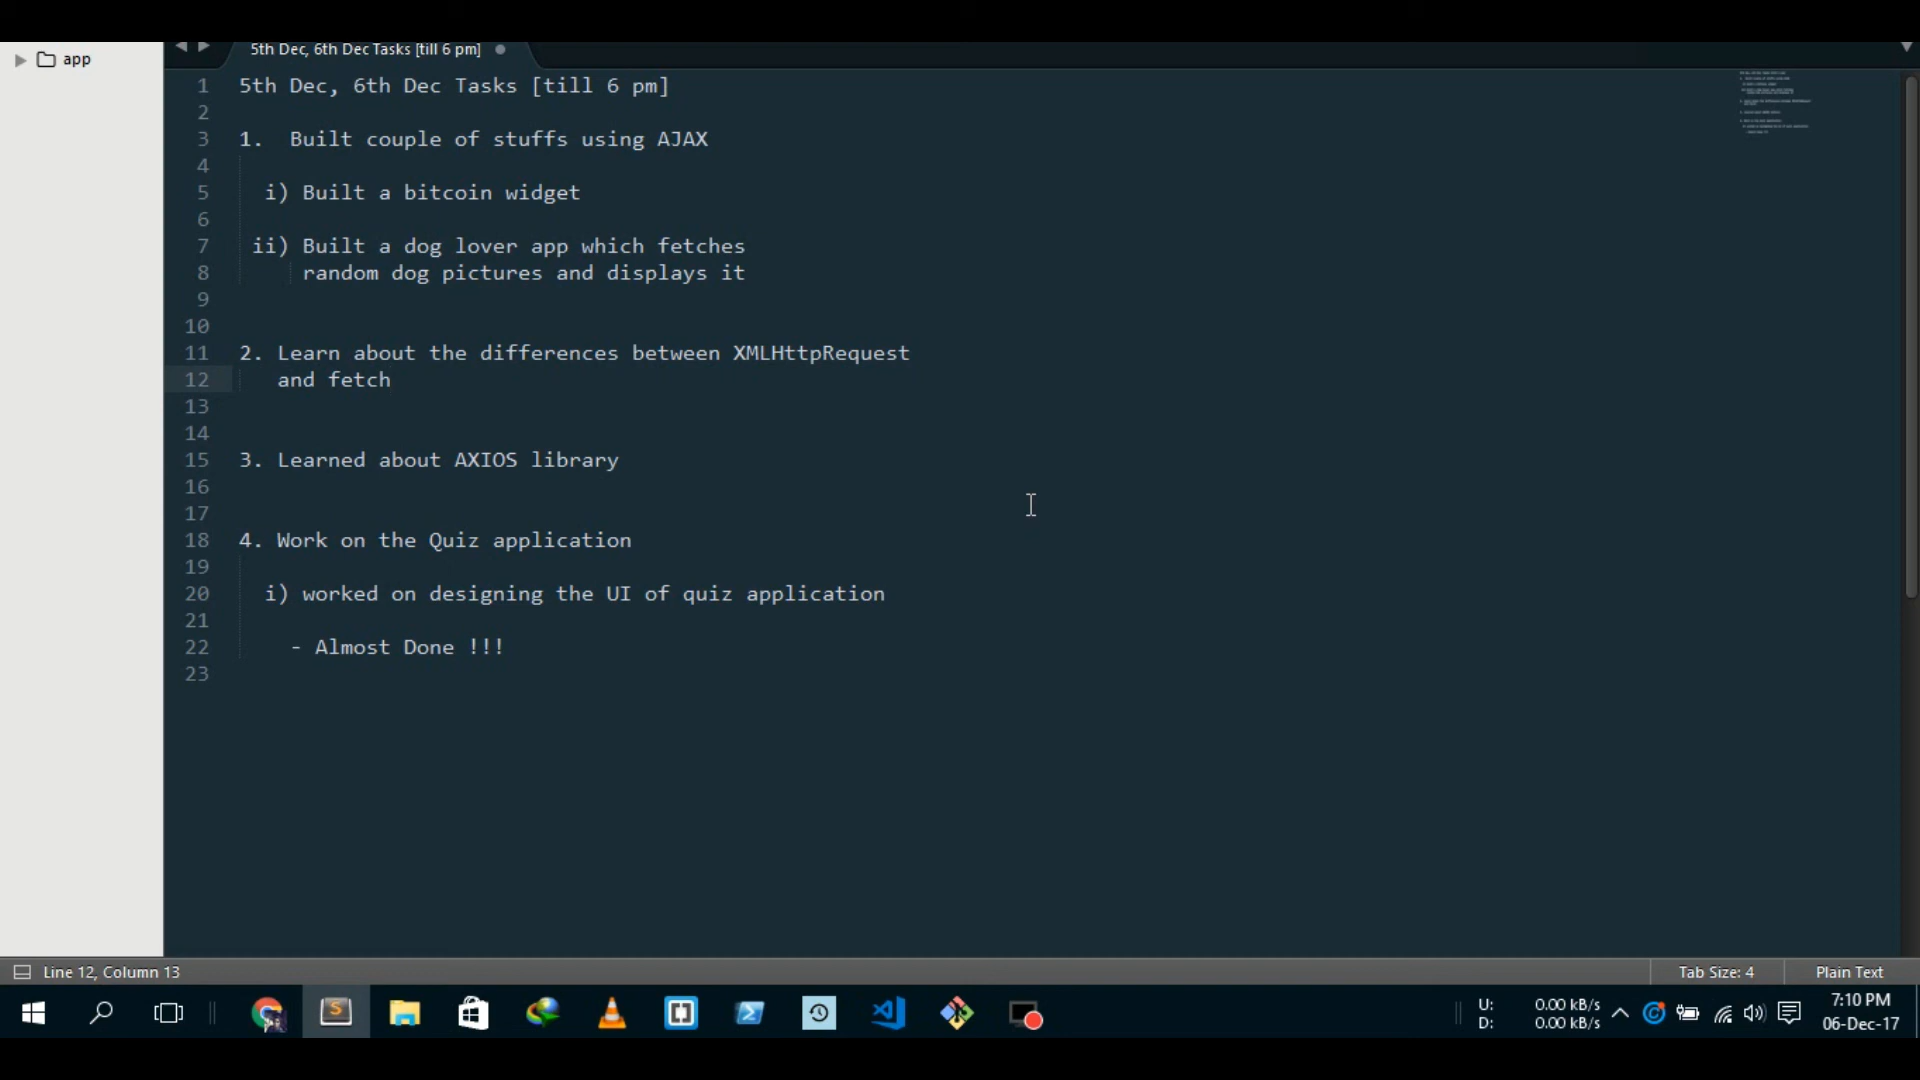 app
5th Dec, 6th Dec Tasks [till 6 pm]
1 5th Dec, 6th Dec Tasks [till 6 pm]
2
3 1.  Built couple of stuffs using AJAX
4
5 i) Built a bitcoin widget
6
7 ii) Built a dog lover app which fetches
8 random dog pictures and displays it
9
10
11 2. Learn about the differences between XMLHttpRequest
12 and fetch
13
14
15 3. Learned about AXIOS library
16
17
18 4. Work on the Quiz application
19
20 i) worked on designing the UI of quiz application
21
22 - Almost Done !!!
23
Line 12, Column 13
Tab Size: 4
Plain Text
U: 0.00 kB/s
D: 0.00 kB/s
7:10 PM
06-Dec-17